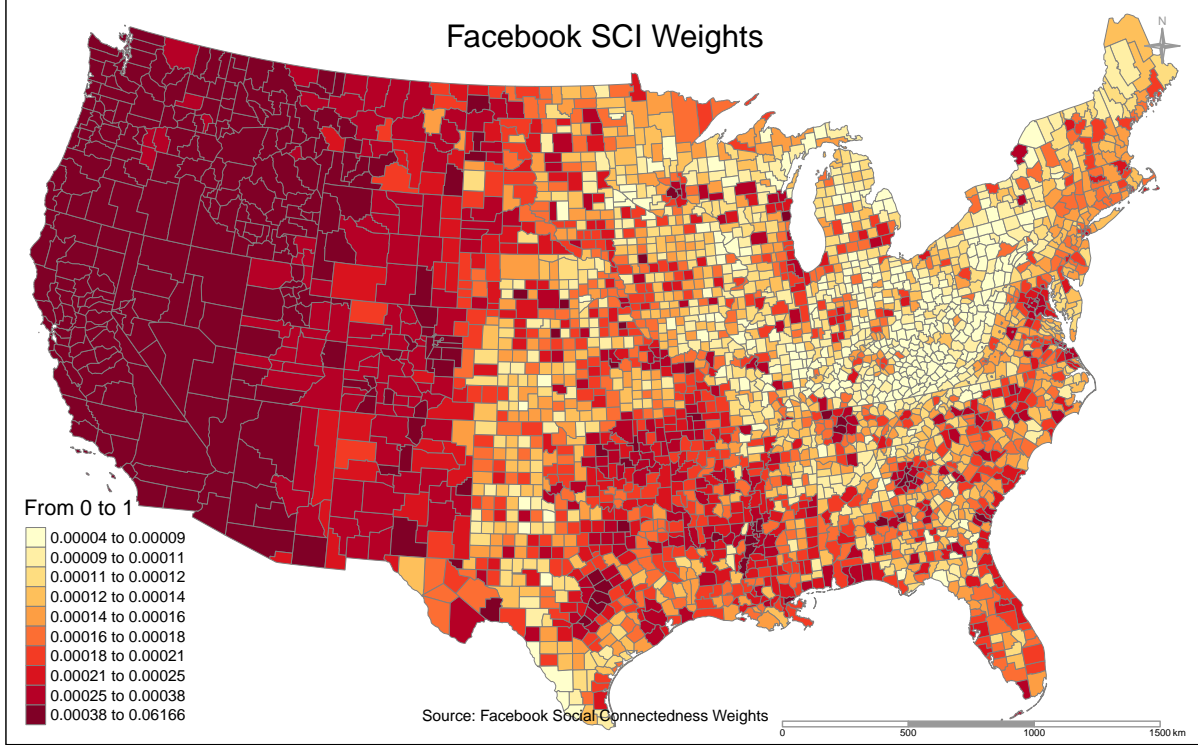 Facebook SCI Weights
N
From 0 to 1
0.00004 to 0.00009
0.00009 to 0.00011
0.00011 to 0.00012
0.00012 to 0.00014
0.00014 to 0.00016
0.00016 to 0.00018
0.00018 to 0.00021
0.00021 to 0.00025
0.00025 to 0.00038
0.00038 to 0.06166
Source: Facebook Social Connectedness Weights
0 500 1000 1500 km